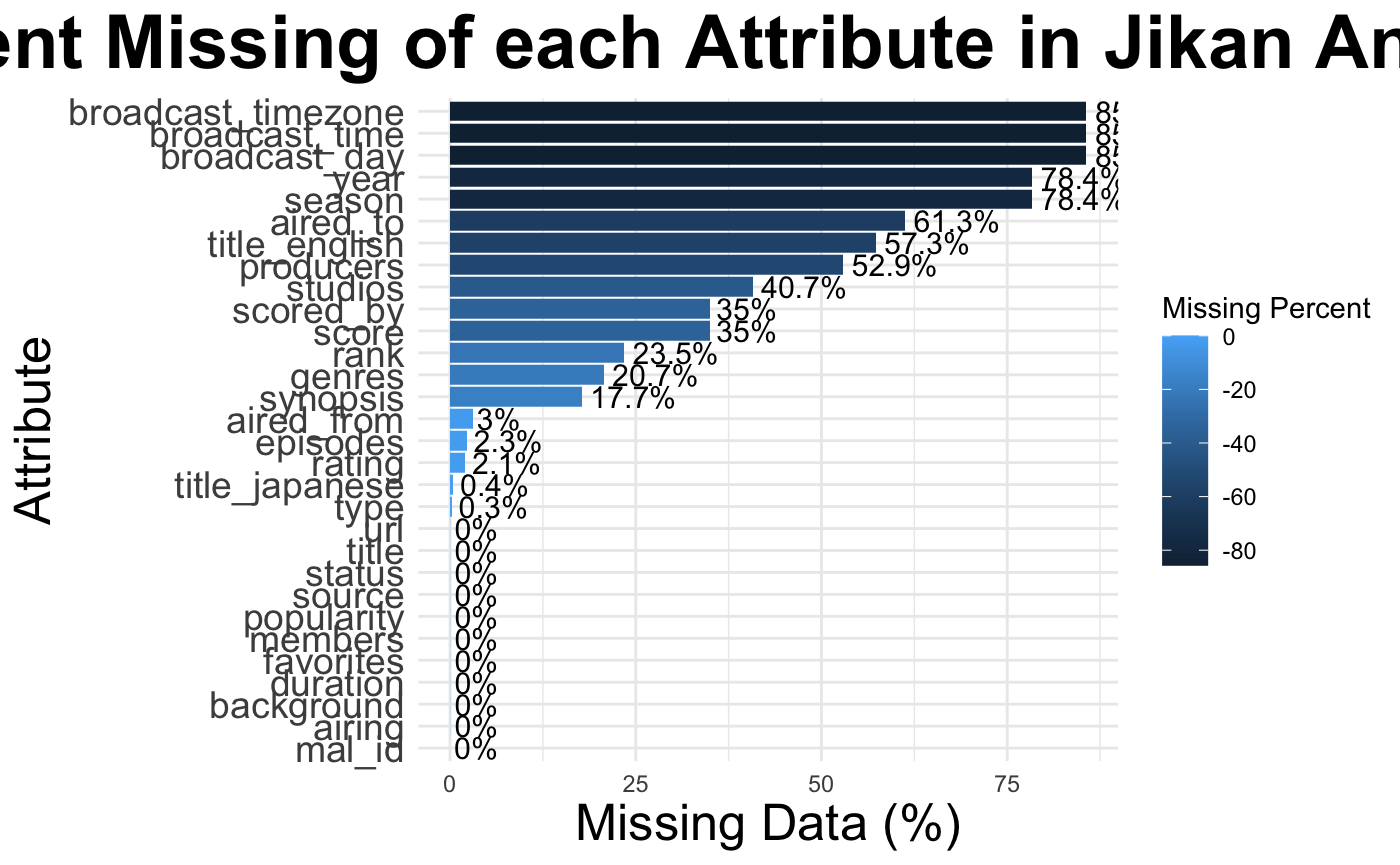 Missing of each Attribute in Jikan
broadcast_timezone
broadcast_time
broadcast_day
year 78.4%
season 78.4%
aired_to 61.3%
title_english 57.3%
producers 52.9%
studios 40.7%
scored_by 35%
score 35%
rank 23.5%
genres 20.7%
synopsis 17.7%
aired_from 3%
episodes 2.3%
rating 2.1%
title_japanese 0.4%
type 0.3%
url 0%
title 0%
status 0%
source 0%
popularity 0%
members 0%
favorites 0%
duration 0%
background 0%
airing 0%
mal_id 0%
Attribute
0 25 50 75
Missing Data (%)
Missing Percent
0
-20
-40
-60
-80